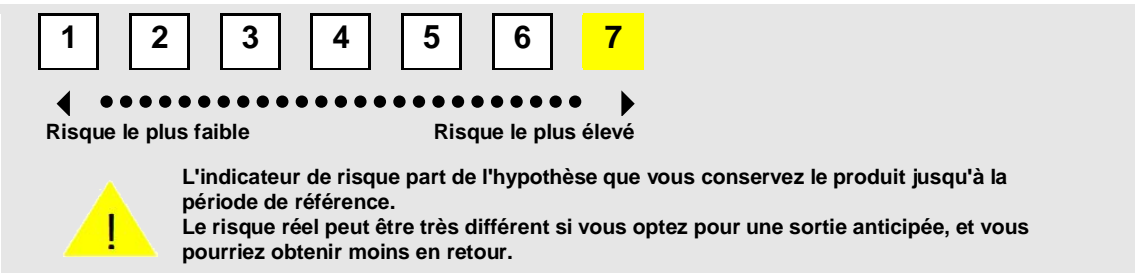 1 2 3 4 5 6 7
Risque le plus faible Risque le plus élevé
L'indicateur de risque part de l'hypothèse que vous conservez le produit jusqu'à la
période de référence.
Le risque réel peut être très différent si vous optez pour une sortie anticipée, et vous
pourriez obtenir moins en retour.
!